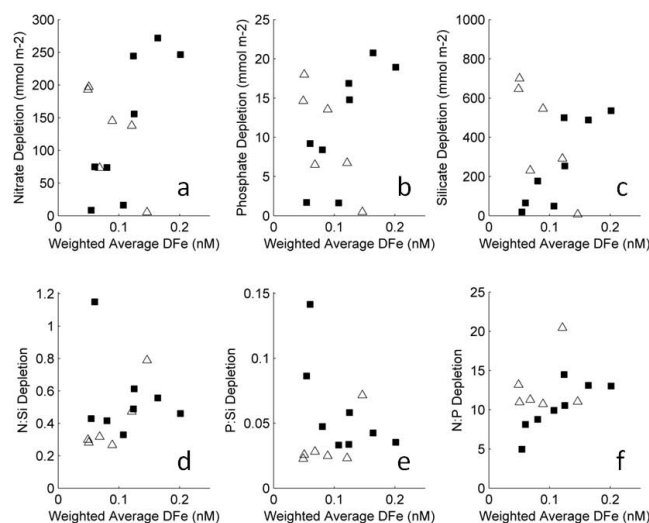 300
250
200
150
100
50
0
Nitrate Depletion (mmol m-2)
0 0.1 0.2
Weighted Average DFe (nM)
a
25
20
15
10
5
0
Phosphate Depletion (mmol m-2)
0 0.1 0.2
Weighted Average DFe (nM)
b
1000
800
600
400
200
0
Silicate Depletion (mmol m-2)
0 0.1 0.2
Weighted Average DFe (nM)
c
1.2
1
0.8
0.6
0.4
0.2
0
N:Si Depletion
0 0.1 0.2
Weighted Average DFe (nM)
d
0.15
0.1
0.05
0
P:Si Depletion
0 0.1 0.2
Weighted Average DFe (nM)
e
25
20
15
10
5
0
N:P Depletion
0 0.1 0.2
Weighted Average DFe (nM)
f